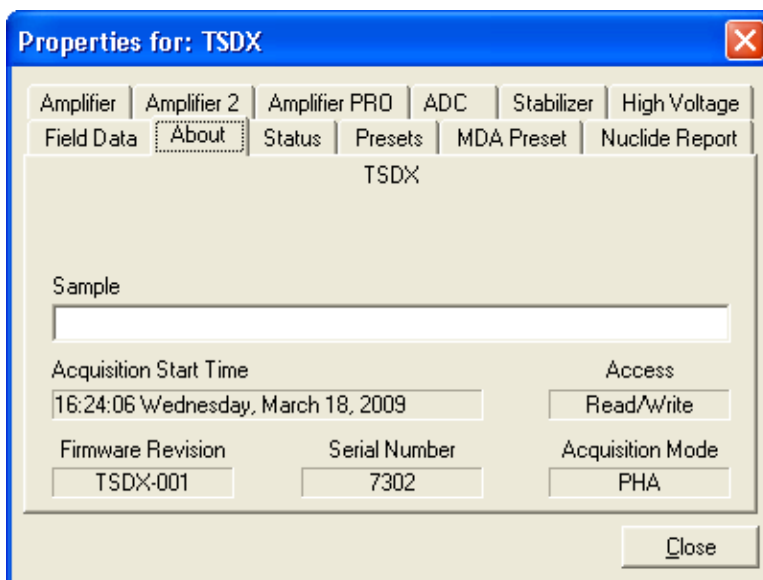 Properties for: TSDX
Amplifier Amplifier 2 Amplifier PRO ADC Stabilizer High Voltage
Field Data About Status Presets MDA Preset Nuclide Report
TSDX
Sample
Acquisition Start Time Access
16:24:06 Wednesday, March 18, 2009 Read/Write
Firmware Revision Serial Number Acquisition Mode
TSDX-001 7302 PHA
Close